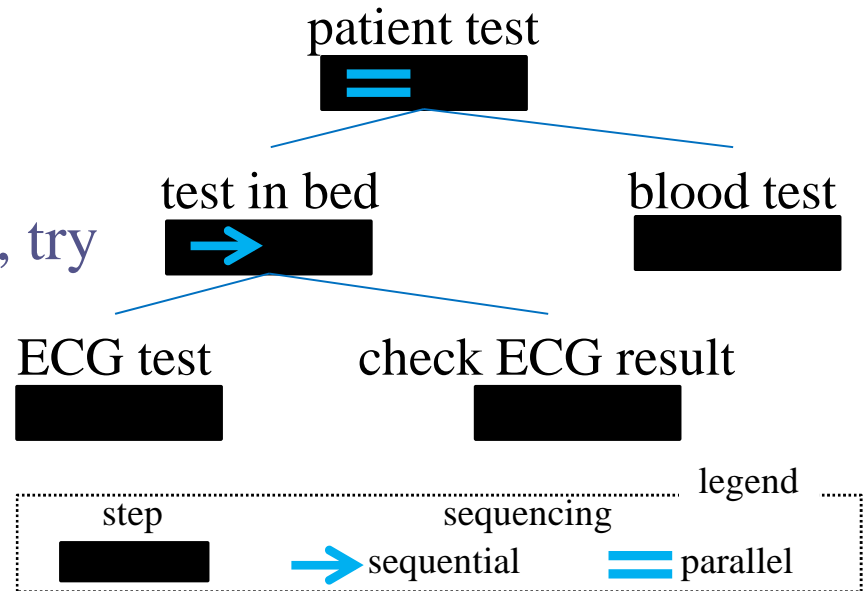 patient test
test in bed
blood test
, try
ECG test
check ECG result
legend
step
sequencing
sequential
parallel